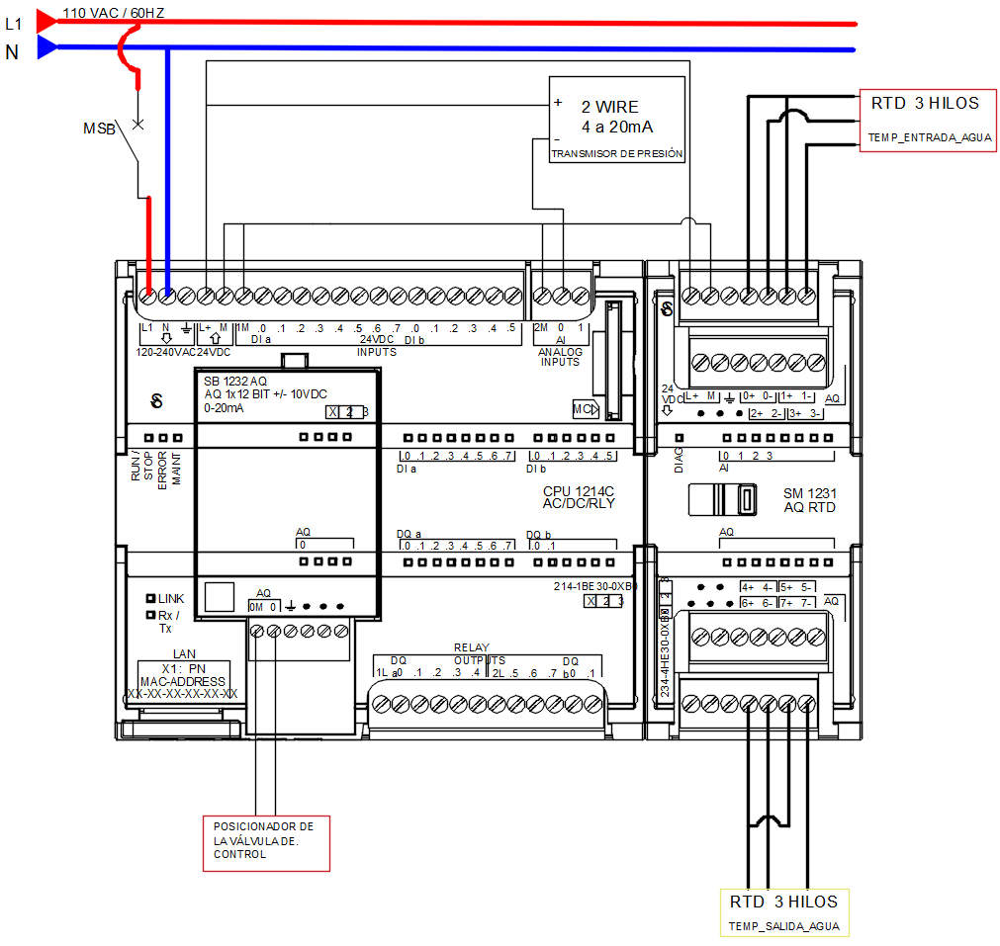 110 VAC / 60HZ
L1
N
MSB
+
2 WIRE
4 a 20mA
-
TRANSMISOR DE PRESIÓN
RTD 3 HILOS
TEMP_ENTRADA_AGUA
L1 N L+ M 1M .0 .1 .2 .3 .4 .5 .6 .7 .0 .1 .2 .3 .4 .5
2M 0 1
DI a 24VDC DI b
AI
120-240VAC 24VDC INPUTS
ANALOG
INPUTS
SB 1232 AQ
AQ 1x12 BIT +/- 10VDC
0-20mA
X 2 3
MC
24
VDC
L+ M 0+ 0- 1+ 1- AQ
2+ 2- 3+ 3-
RUN /
STOP
ERROR
MAINT
.0 .1 .2 .3 .4 .5 .6 .7
DI a
.0 .1 .2 .3 .4 .5
DI b
DIAG
0 1 2 3
AI
CPU 1214C
AC/DC/RLY
SM 1231
AQ RTD
AQ
0
DQ a
.0 .1 .2 .3 .4 .5 .6 .7
DQ b
.0 .1
AQ
214-1BE30-0XB0
X 2 3
234-4HE30-0XB0
2 3
4+ 4- 5+ 5-
6+ 6- 7+ 7- AQ
LINK
Rx /
Tx
AQ
0M 0
LAN
X1: PN
MAC-ADDRESS
XX-XX-XX-XX-XX-XX
RELAY
OUTPUTS
DQ a
DQ b
1L .0 .1 .2 .3 .4 2L .5 .6 .7 .0 .1
POSICIONADOR DE
LA VÁLVULA DE.
CONTROL
RTD 3 HILOS
TEMP_SALIDA_AGUA